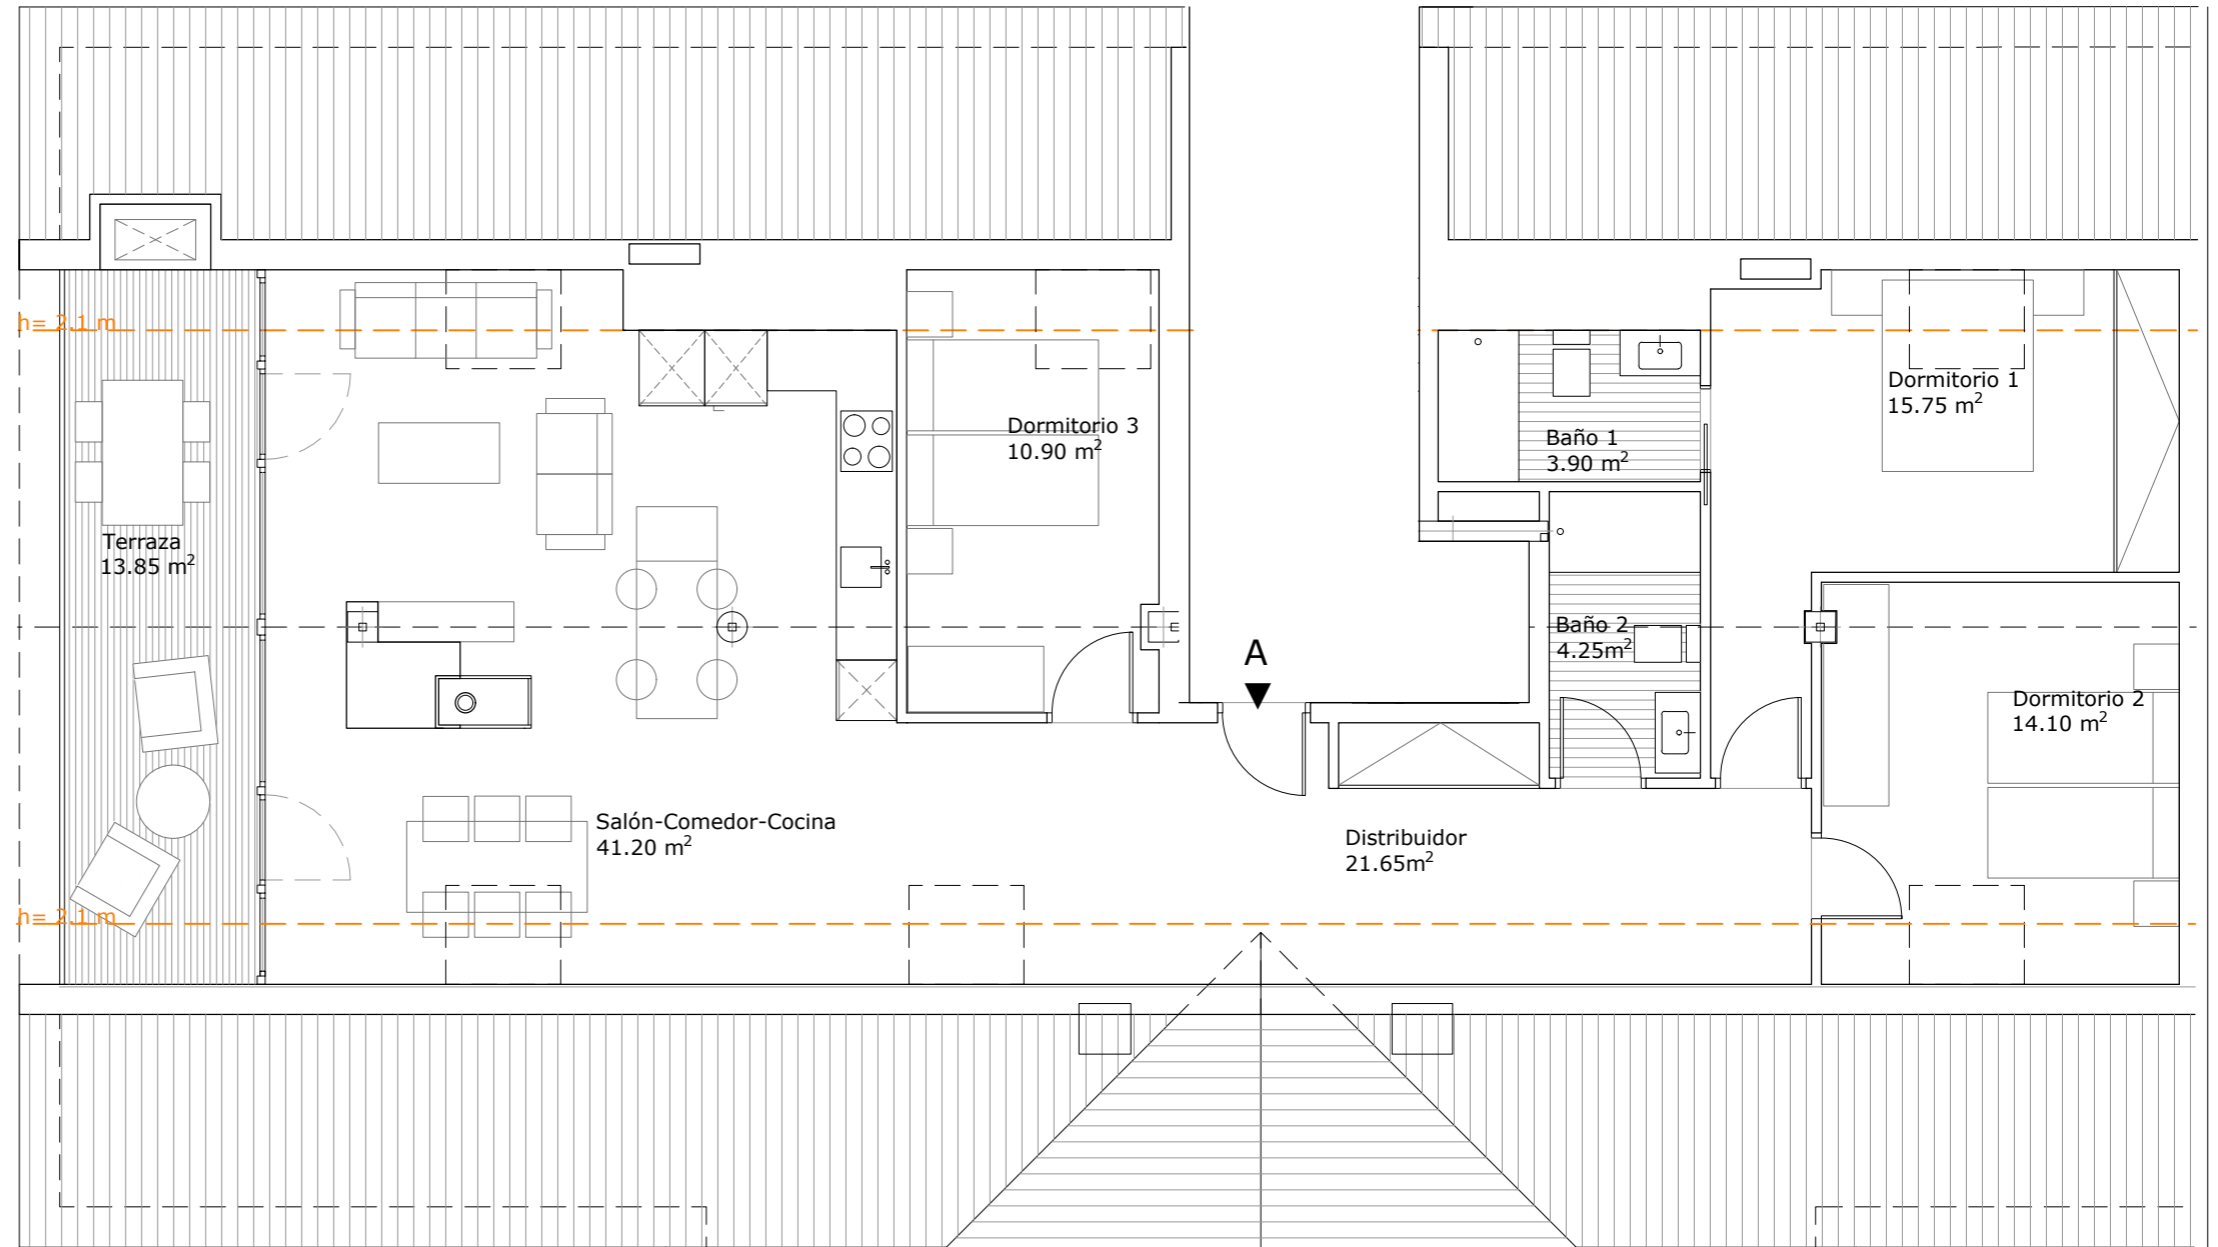 h= 2.1 m
Dormitorio 1
15.75 m²
Dormitorio 3
10.90 m²
Baño 1
3.90 m²
Terraza
13.85 m²
Baño 2
4.25m²
A
Dormitorio 2
14.10 m²
Salón-Comedor-Cocina
41.20 m²
Distribuidor
21.65m²
h= 2.1 m